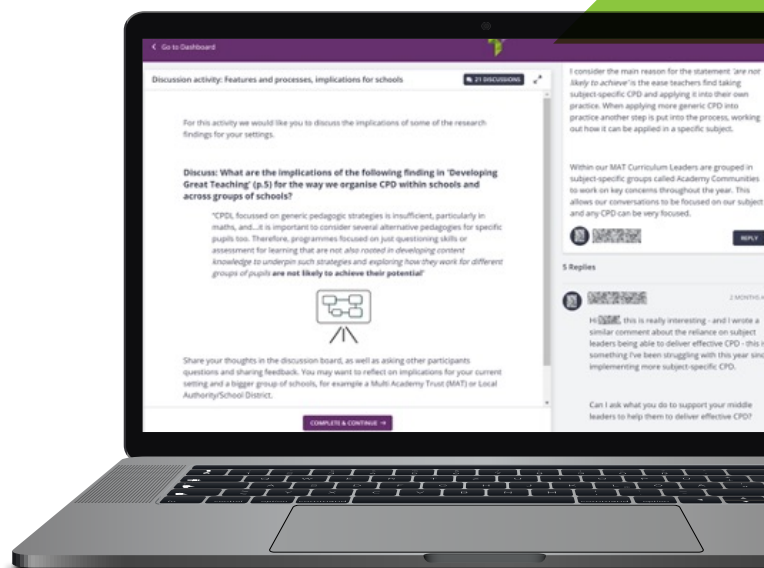 Go to Dashboard
Discussion activity: Features and processes, implications for schools
21 DISCUSSIONS
For this activity we would like you to discuss the implications of some of the research
findings for your settings.
Discuss: What are the implications of the following finding in 'Developing
Great Teaching' (p.5) for the way we organise CPD within schools and
across groups of schools?
"CPDL focussed on generic pedagogic strategies is insufficient, particularly in
maths, and...it is important to consider several alternative pedagogies for specific
pupils too. Therefore, programmes focused on just questioning skills or
assessment for learning that are not also rooted in developing content
knowledge to underpin such strategies and exploring how they work for different
groups of pupils are not likely to achieve their potential"
Share your thoughts in the discussion board, as well as asking other participants
questions and sharing feedback. You may want to reflect on implications for your current
setting and a bigger group of schools, for example a Multi Academy Trust (MAT) or Local
Authority/School District.
COMPLETE & CONTINUE →
I consider the main reason for the statement 'are not
likely to achieve' is the ease teachers find taking
subject-specific CPD and applying it into their own
practice. When applying more generic CPD into
practice another step is put into the process, working
out how it can be applied in a specific subject.
Within our MAT Curriculum Leaders are grouped in
subject-specific groups called Academy Communities
to work on key concerns throughout the year. This
allows our conversations to be focused on our subject
and any CPD can be very focused.
REPLY
5 Replies
2 MONTHS
Hi , this is really interesting - and I wrote a
similar comment about the reliance on subject
leaders being able to deliver effective CPD - this is
something I've been struggling with this year since
implementing more subject-specific CPD.
Can I ask what you do to support your middle
leaders to help them to deliver effective CPD?